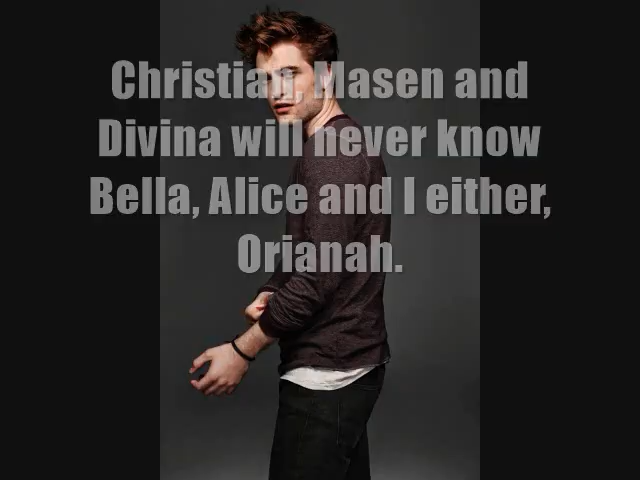 Christian, Masen and
Divina will never know
Bella, Alice and I either,
Orianah.